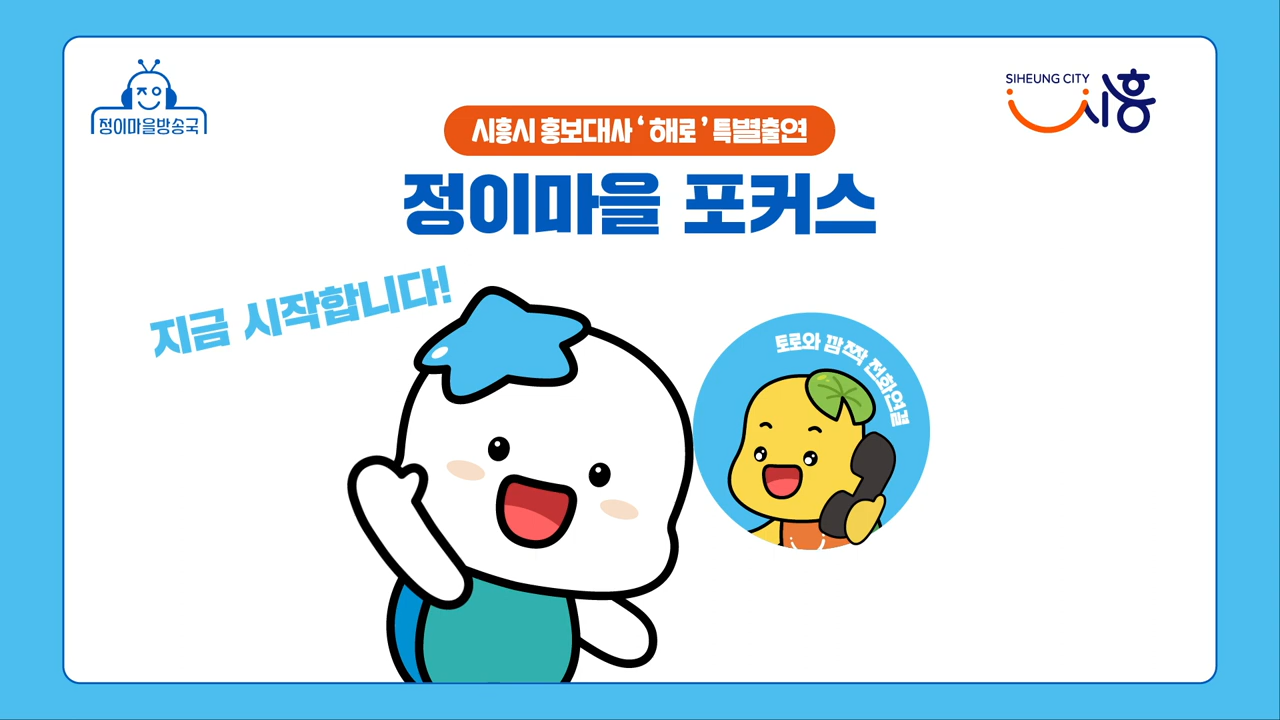 정이마을방송국
SIHEUNG CITY
시흥
시흥시 홍보대사 ‘해로’ 특별출연
정이마을 포커스
지금 시작합니다!
토로와 깜짝 전화연결